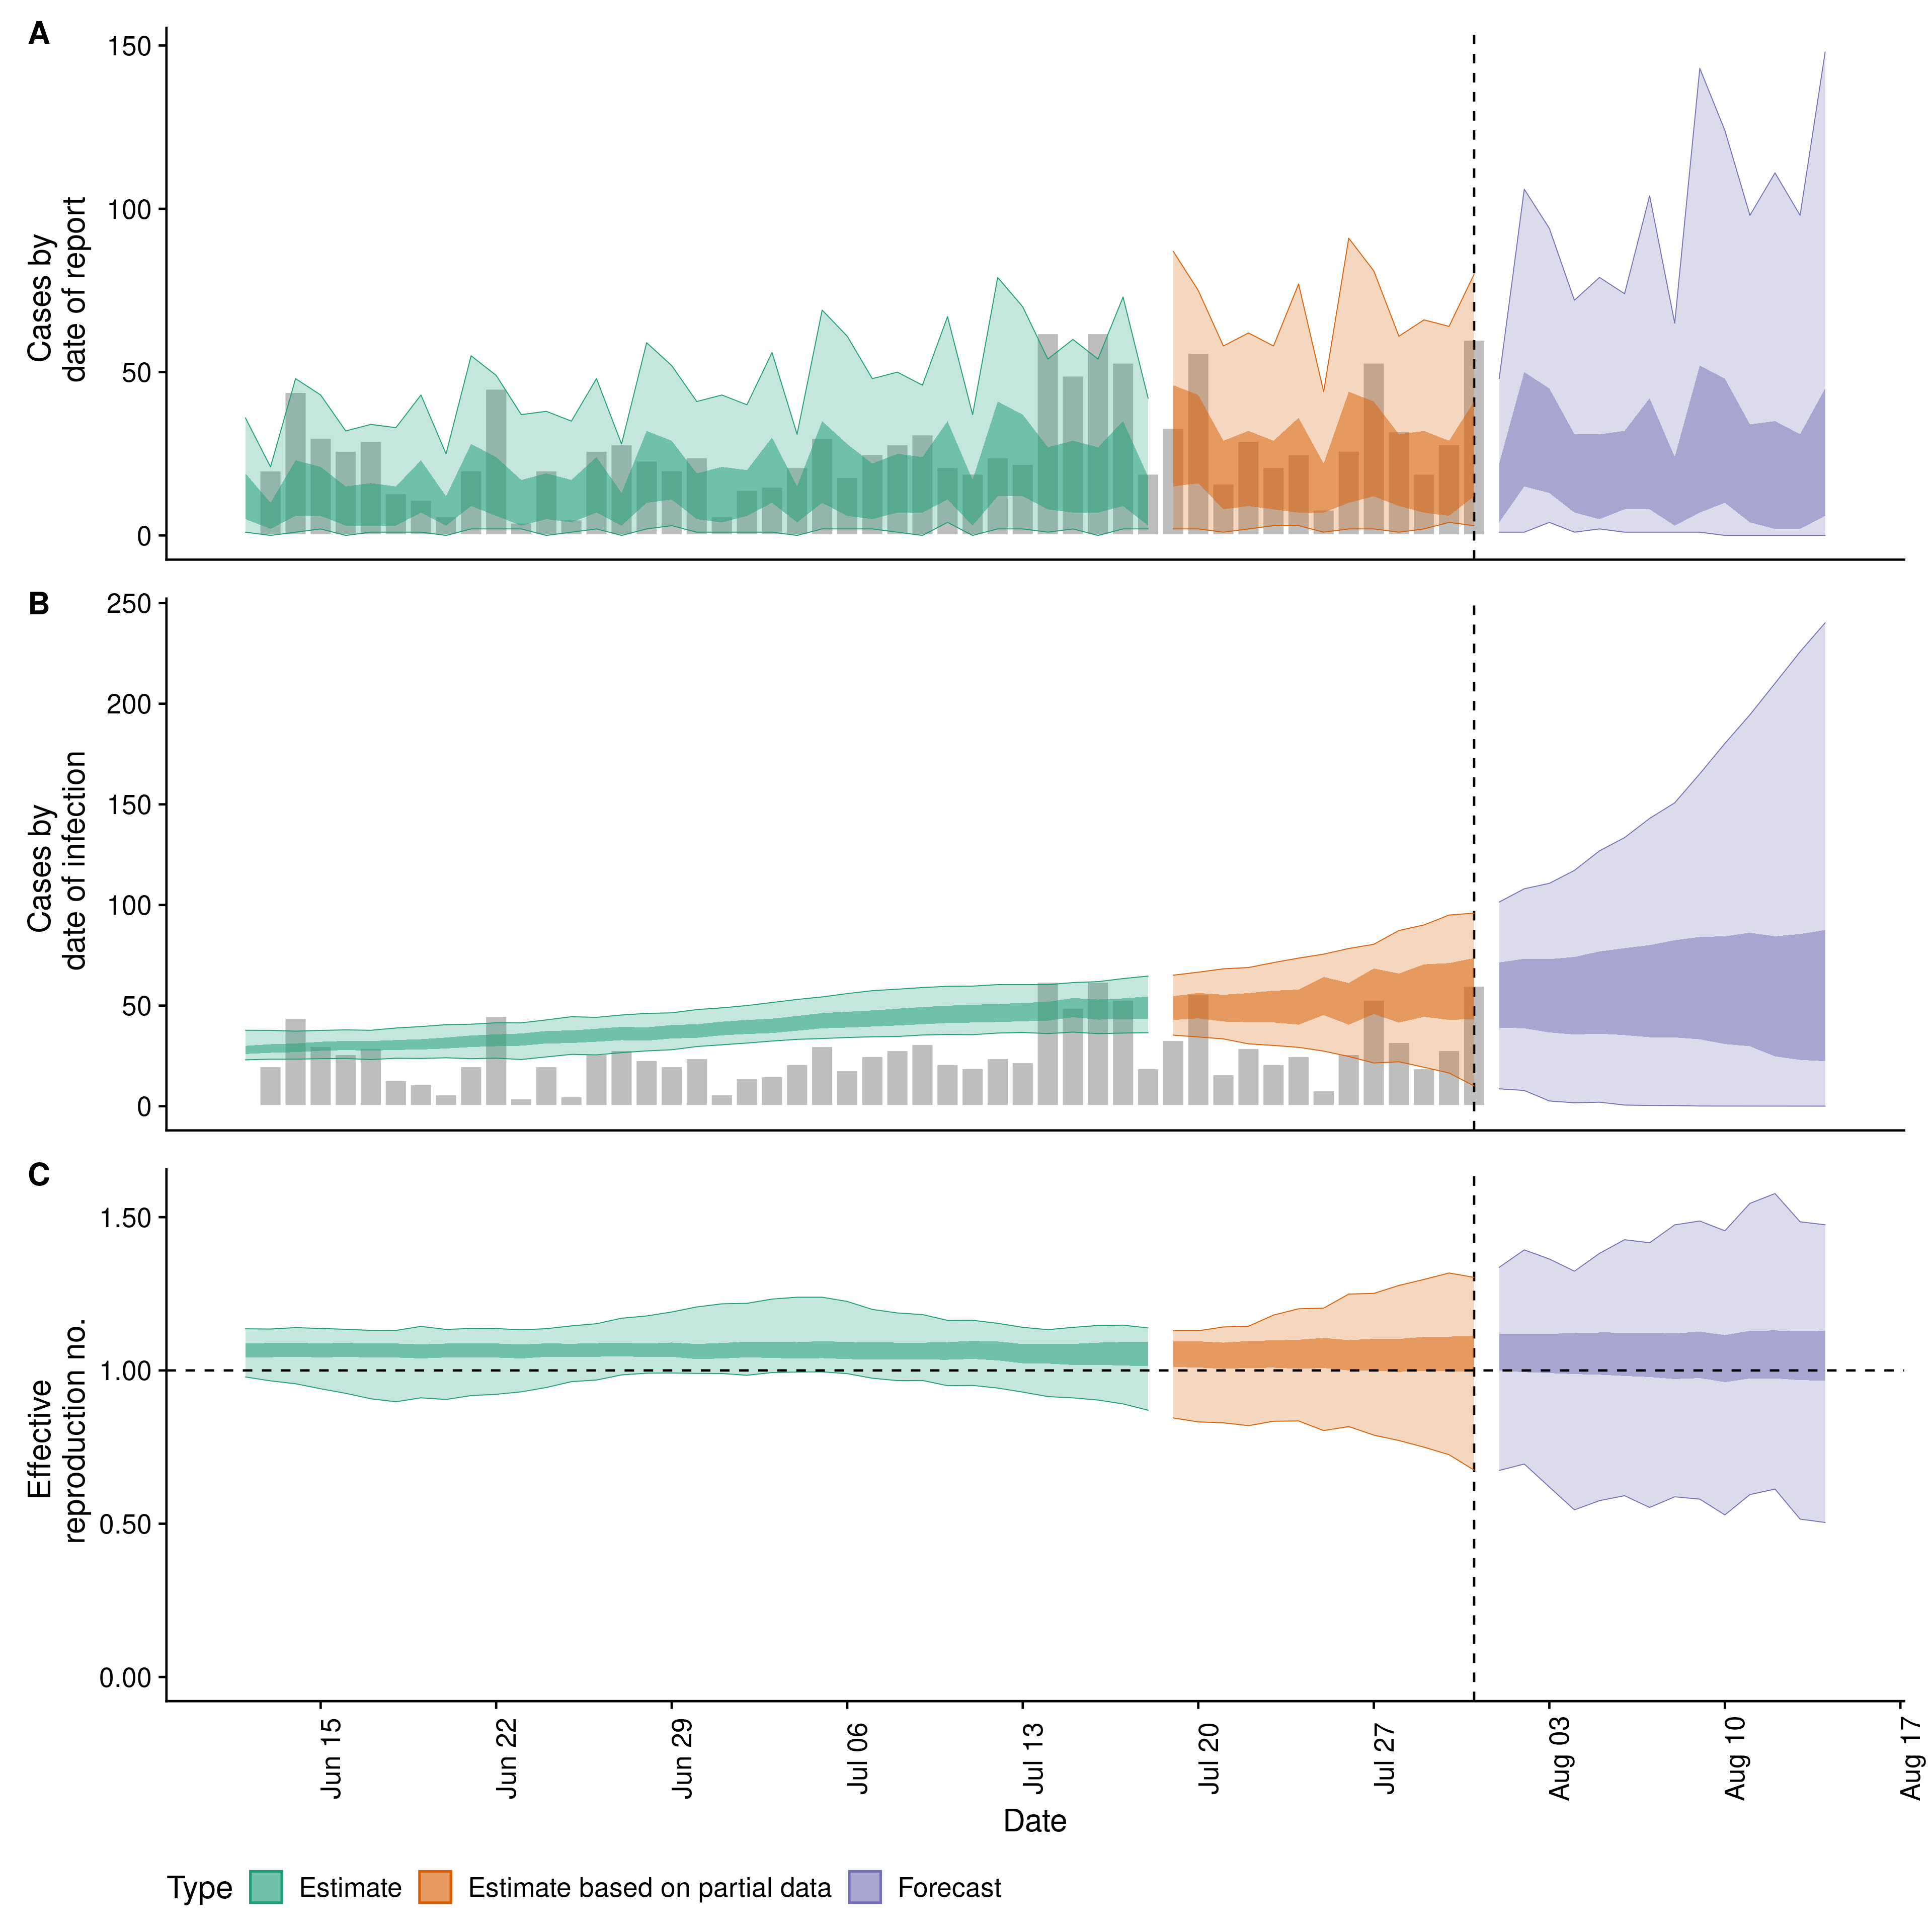 A
150
100
50
0
Cases by
date of report
B
250
200
150
100
50
0
Cases by
date of infection
C
1.50
1.00
0.50
0.00
Effective
reproduction no.
Jun 15
Jun 22
Jun 29
Jul 06
Jul 13
Jul 20
Jul 27
Aug 03
Aug 10
Aug 17
Date
Type Estimate Estimate based on partial data Forecast